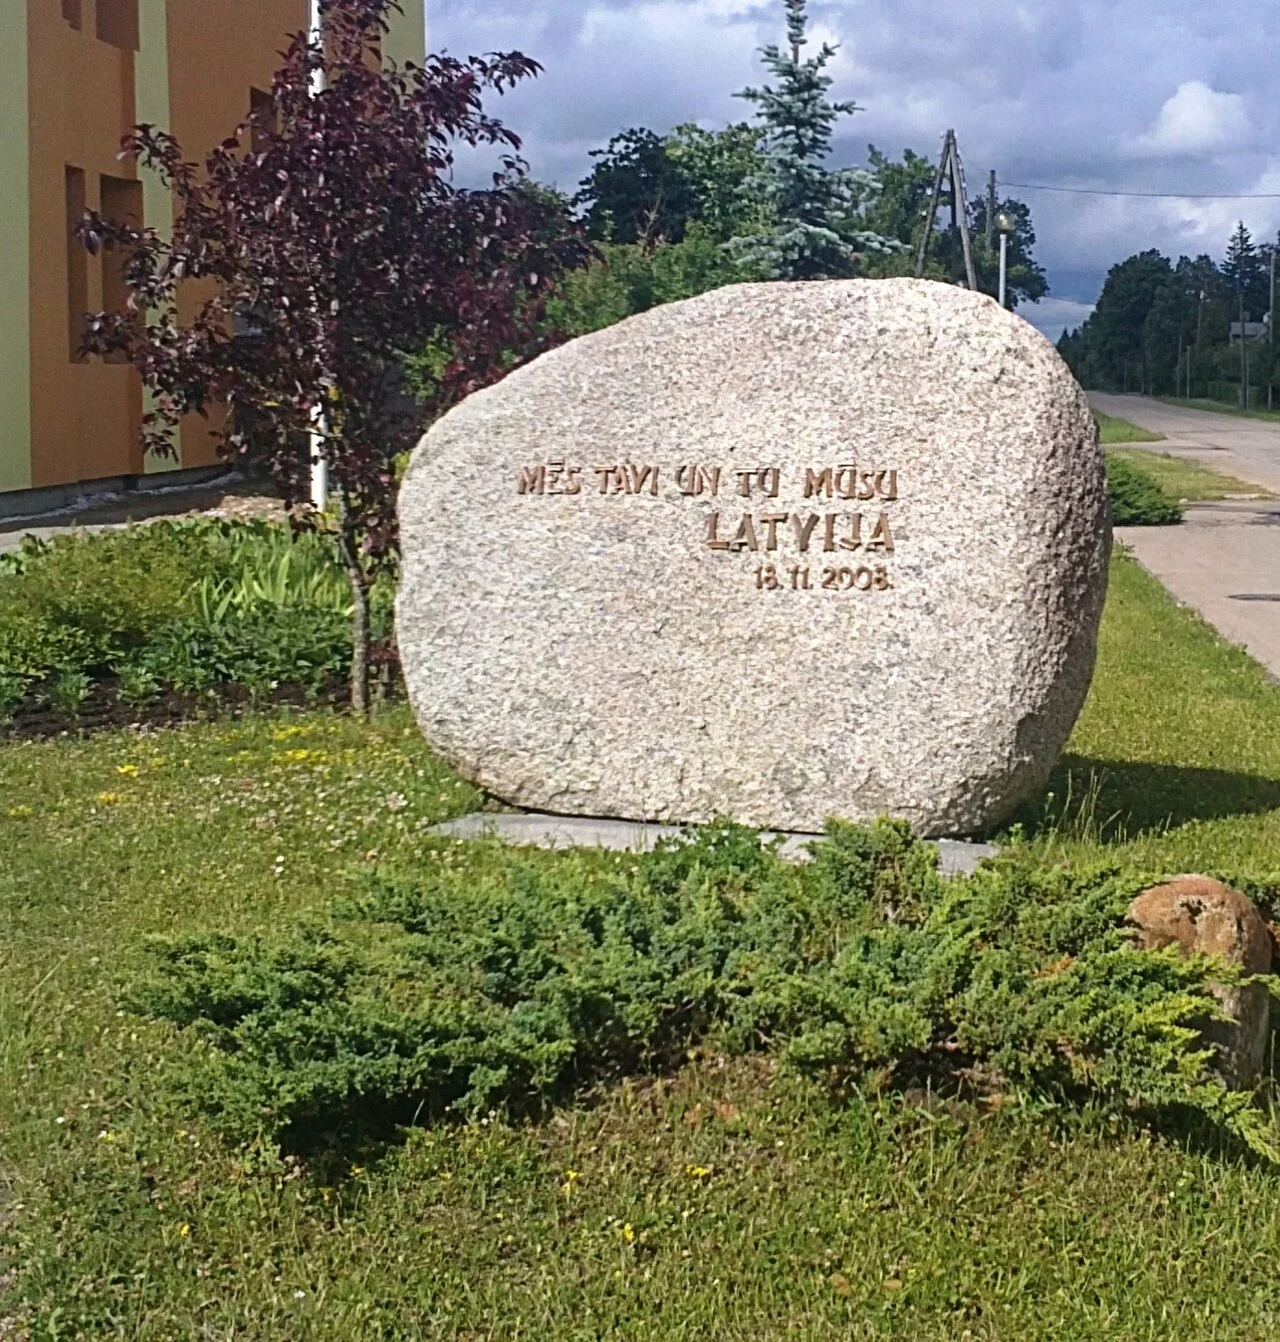 MĒS TAVI UN TU MŪSU
LATVIJA
18.11.2008.